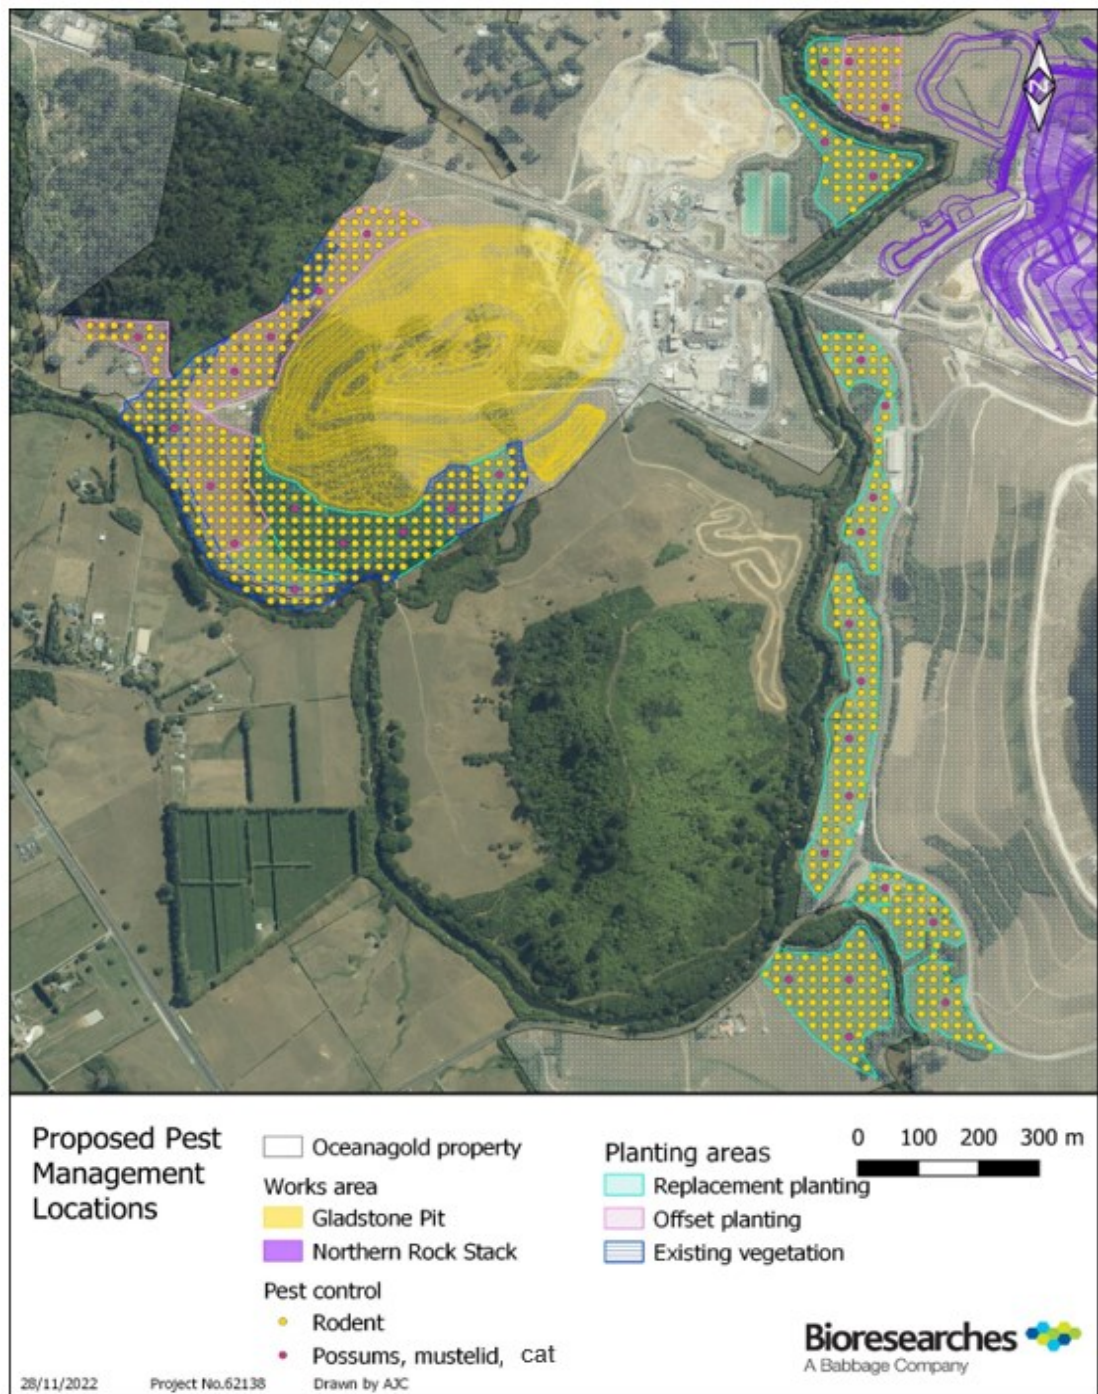 N
Proposed Pest
Management
Locations
Oceanagold property
Works area
Gladstone Pit
Northern Rock Stack
Pest control
Rodent
Possums, mustelid, cat
Planting areas
Replacement planting
Offset planting
Existing vegetation
0 100 200 300 m
Bioresearches
A Babbage Company
28/11/2022 Project No.62138 Drawn by AJC